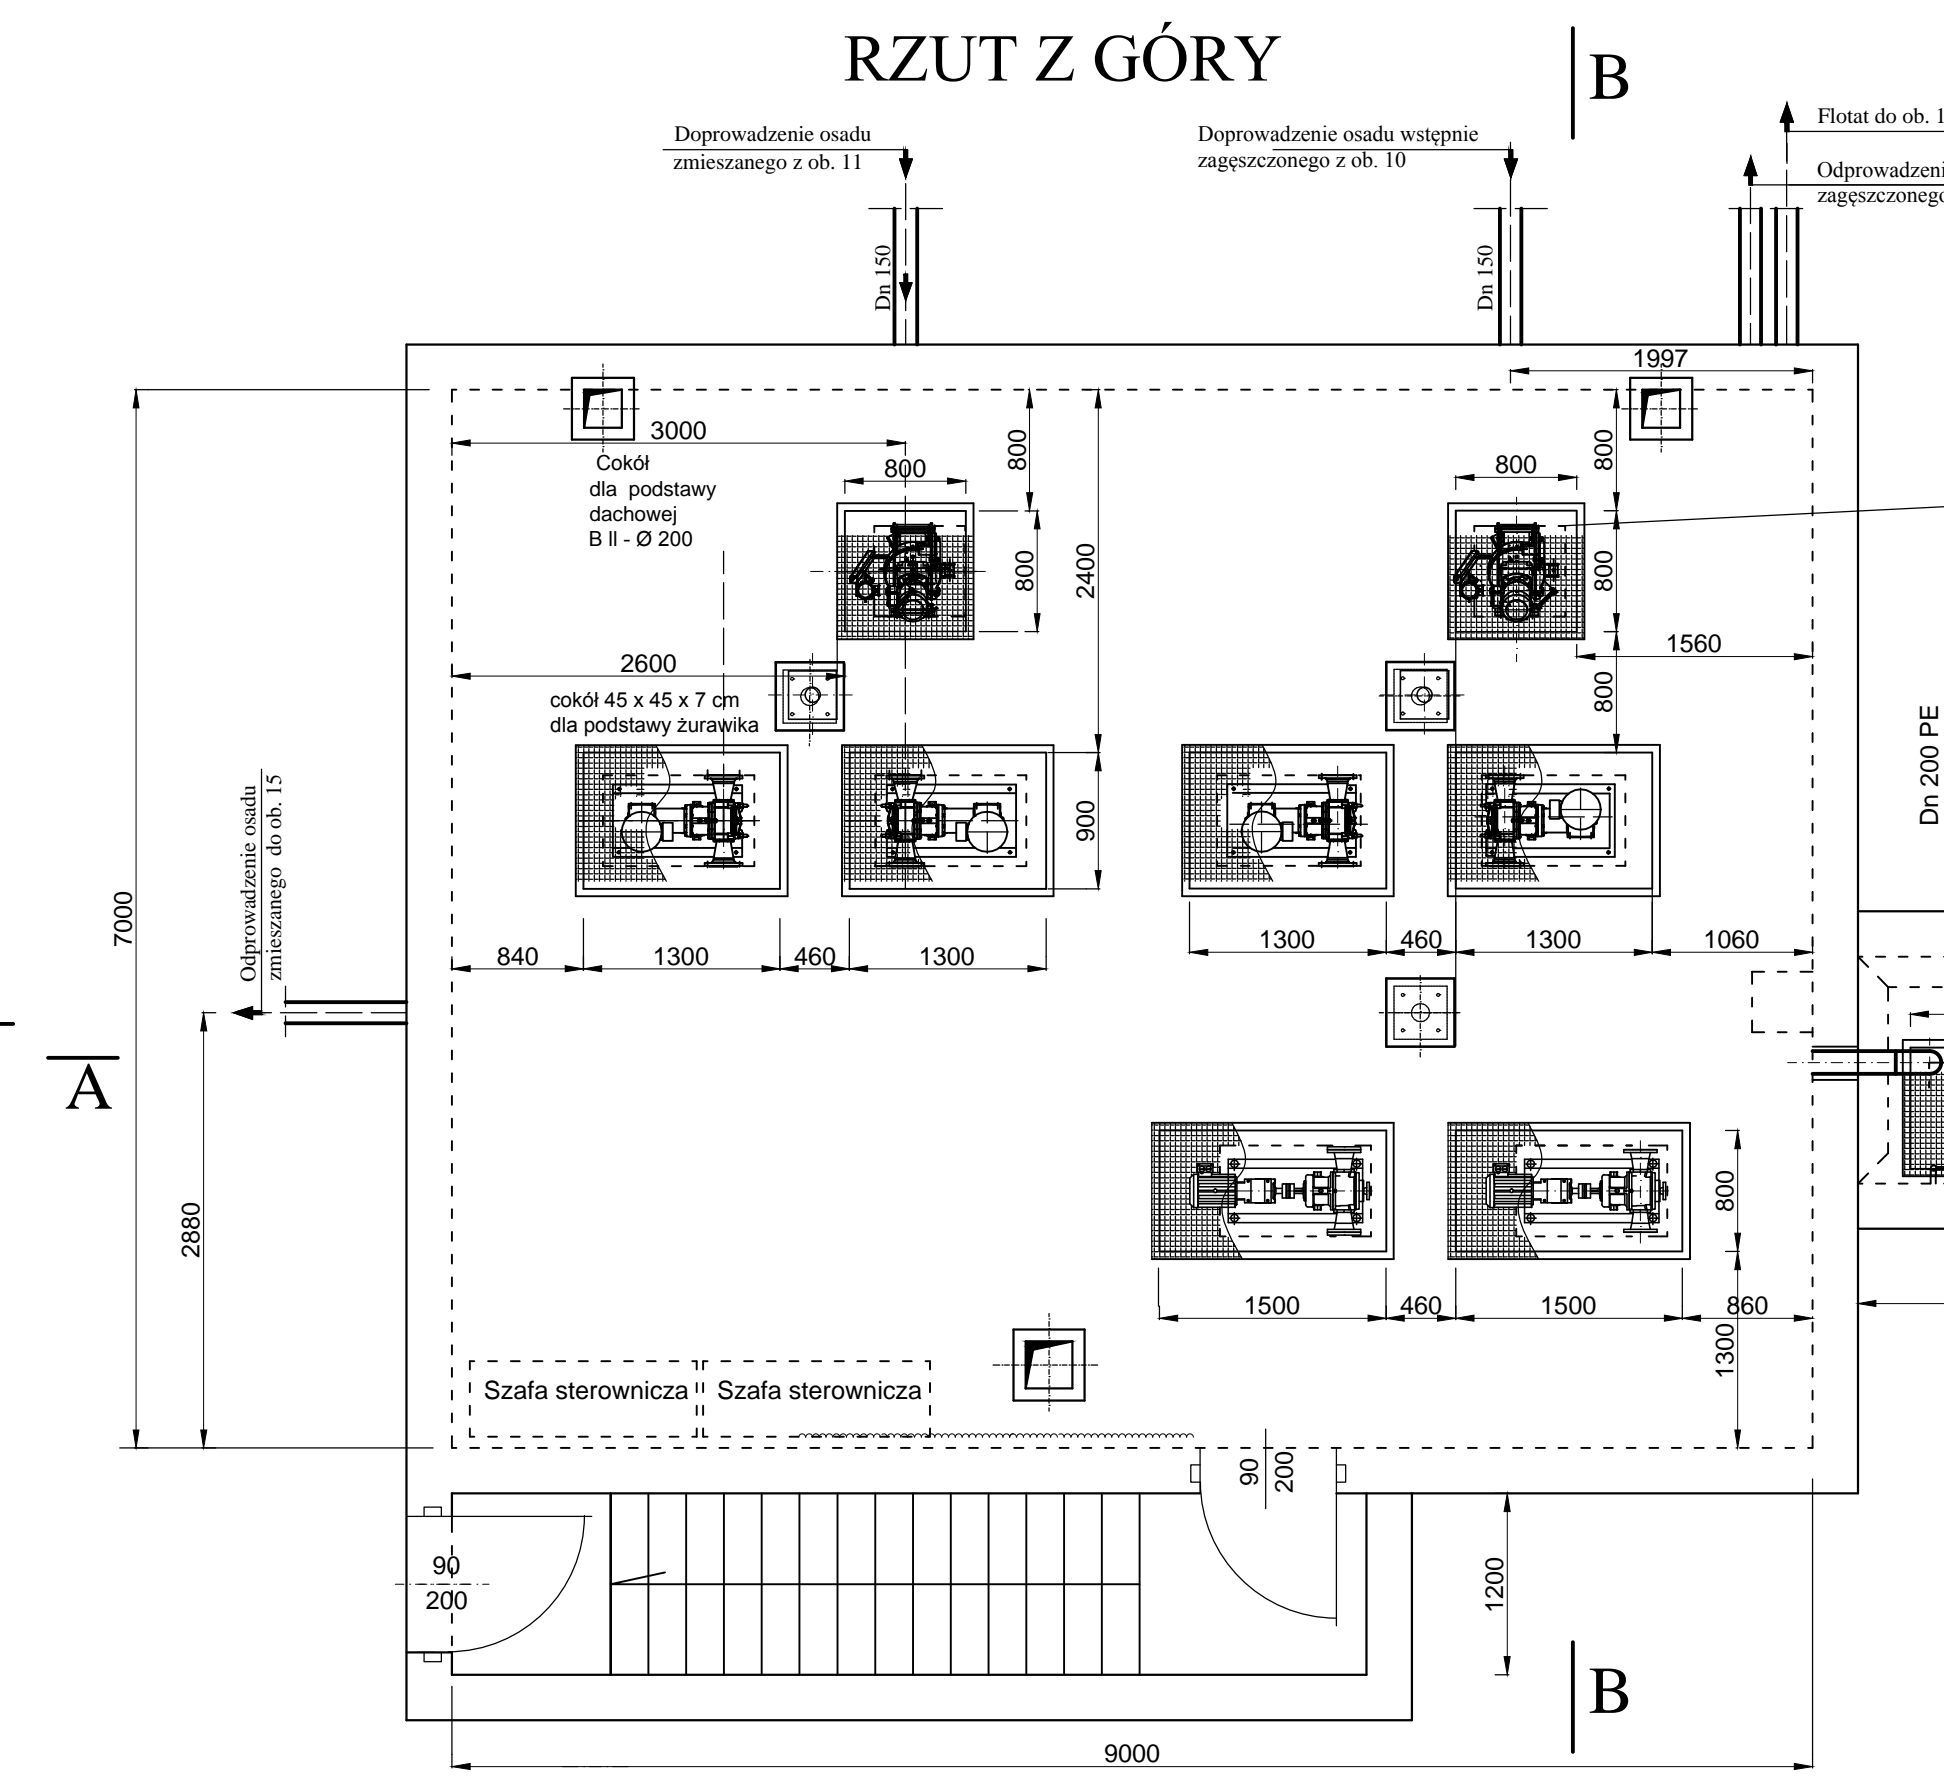 RZUT Z GÓRY
B
Doprowadzenie osadu
zmieszanego z ob. 11
Doprowadzenie osadu wstępnie
zagęszczonego z ob. 10
Flotat do ob. 1
Odprowadzeni
zagęszczonego
Dn 150
Dn 150
1997
3000
800
800
Cokół
dla podstawy
dachowej
B II - Ø 200
800
800
800
2400
800
2600
1560
800
cokół 45 x 45 x 7 cm
dla podstawy żurawika
Dn 200 PE
Odprowadzenie osadu
zmieszanego do ob. 15
900
7000
840
1300
460
1300
1300
460
1300
1060
A
2880
800
1500
460
1500
860
1300
Szafa sterownicza
Szafa sterownicza
90
200
90
200
1200
B
9000